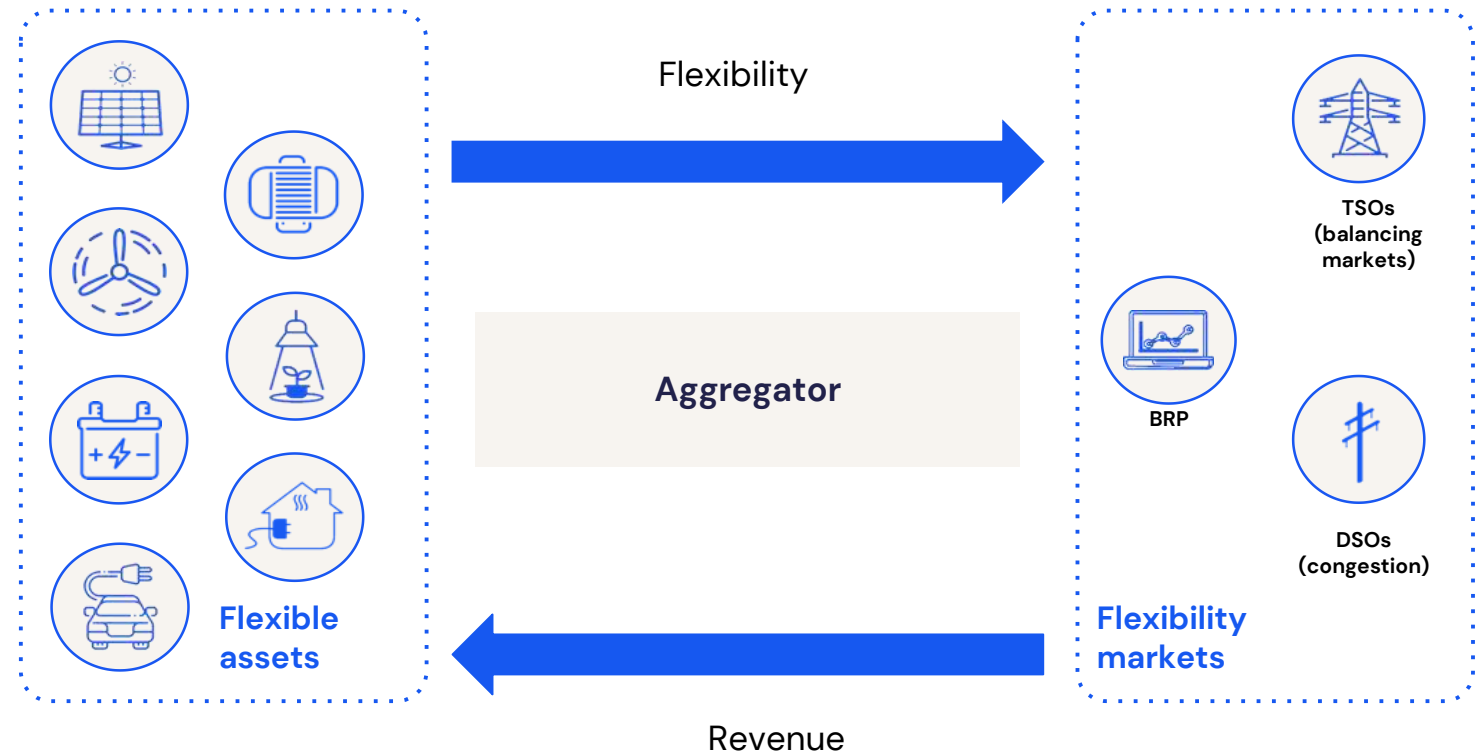 Flexibility
TSOs
(balancing
markets)
Aggregator
BRP
DSOs
(congestion)
Flexible
assets
Flexibility
markets
Revenue